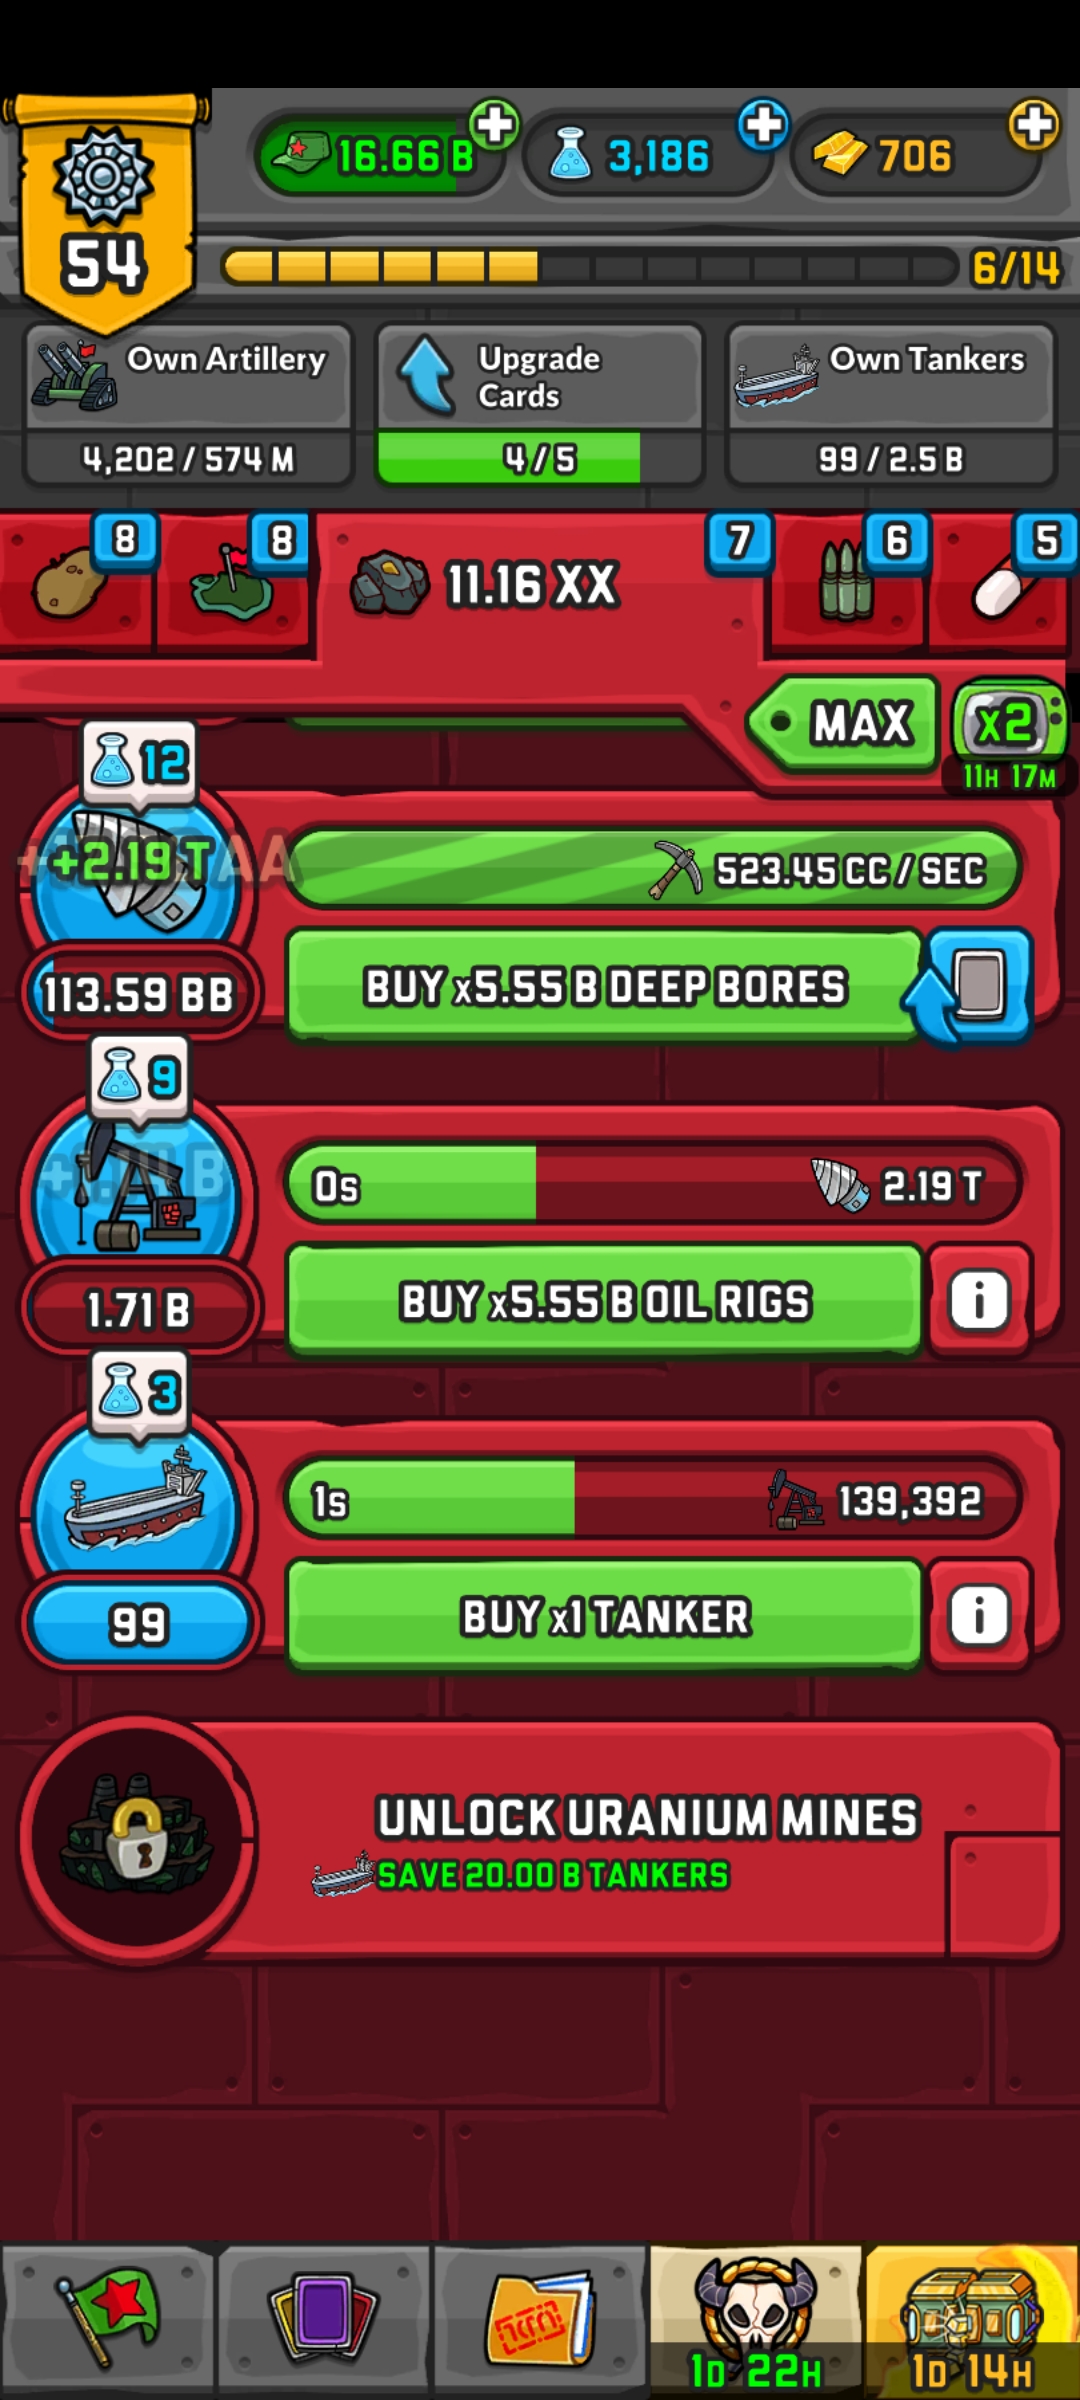 16.66 B
3,186
706
54
6/14
Own Artillery
4,202 / 574 M
Upgrade
Cards
4 / 5
Own Tankers
99 / 2.5 B
8
8
11.16 XX
7
6
5
MAX
x2
11H 17M
12
+2.19 T
AA
523.45 CC / SEC
113.59 BB
BUY x5.55 B DEEP BORES
9
0s
2.19 T
1.71 B
BUY x5.55 B OIL RIGS
i
3
1s
139,392
99
BUY x1 TANKER
i
UNLOCK URANIUM MINES
SAVE 20.00 B TANKERS
1D 22H
1D 14H